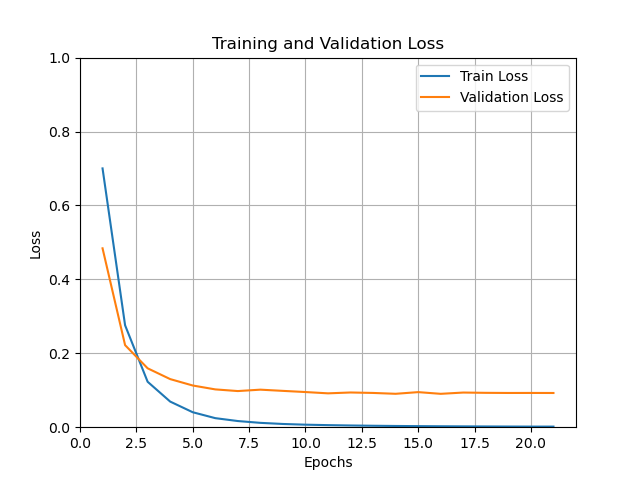 Training and Validation Loss
Train Loss
Validation Loss
1.0
0.8
0.6
0.4
0.2
0.0
Loss
0.0 2.5 5.0 7.5 10.0 12.5 15.0 17.5 20.0
Epochs